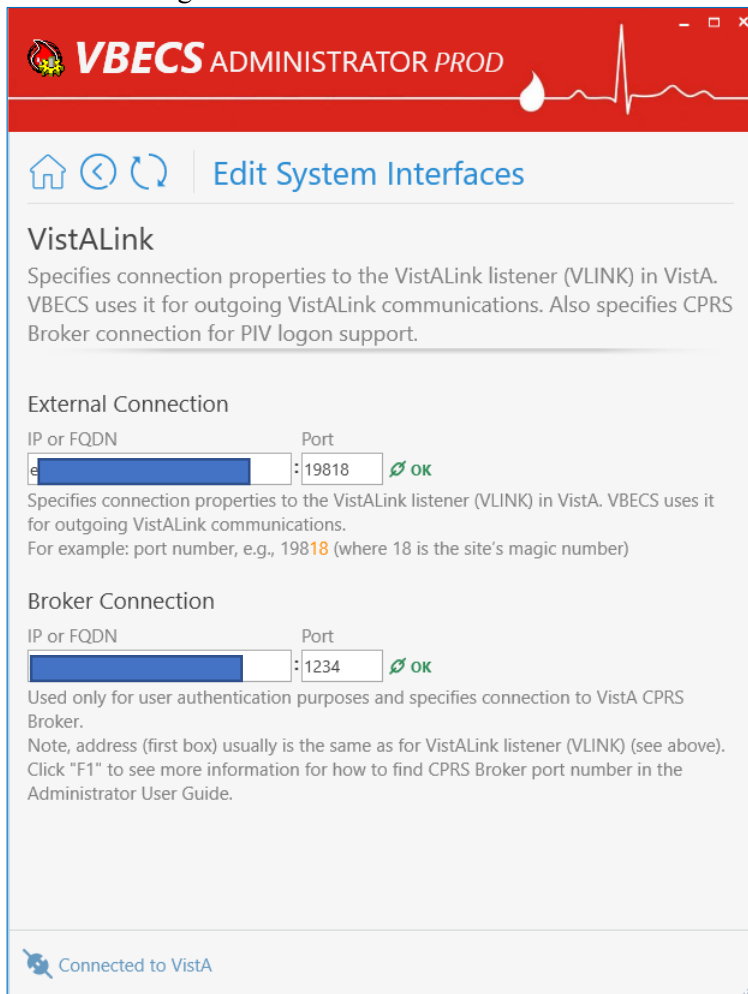 VBECS ADMINISTRATOR PROD
Edit System Interfaces
VistALink
Specifies connection properties to the VistALink listener (VLINK) in VistA.
VBECS uses it for outgoing VistALink communications. Also specifies CPRS
Broker connection for PIV logon support.
External Connection
IP or FQDN Port
e : 19818 OK
Specifies connection properties to the VistALink listener (VLINK) in VistA. VBECS uses it
for outgoing VistALink communications.
For example: port number, e.g., 19818 (where 18 is the site's magic number)
Broker Connection
IP or FQDN Port
: 1234 OK
Used only for user authentication purposes and specifies connection to VistA CPRS
Broker.
Note, address (first box) usually is the same as for VistALink listener (VLINK) (see above).
Click "F1" to see more information for how to find CPRS Broker port number in the
Administrator User Guide.
Connected to VistA